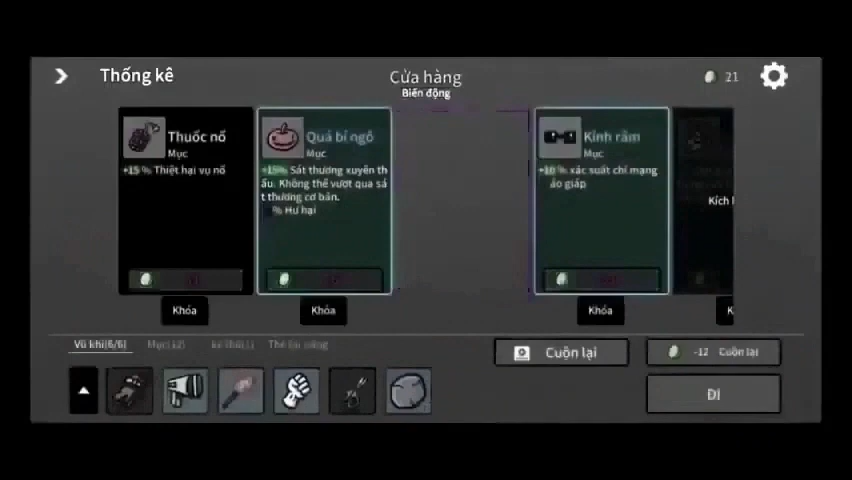 Thống kê
Cửa hàng
Biến động
21
Thuốc nổ
Mục
+15 % Thiệt hại vụ nổ
Khóa
Quả bí ngô
Mục
+15% Sát thương xuyên th
ấu. Không thể vượt qua sá
t thương cơ bản.
% Hư hại
Khóa
Kính râm
Mục
+10 % xác suất chí mạng
áo giáp
Khóa
Kích
K
Vũ khí(6/6)
Cuộn lại
-12 Cuộn lại
ĐI